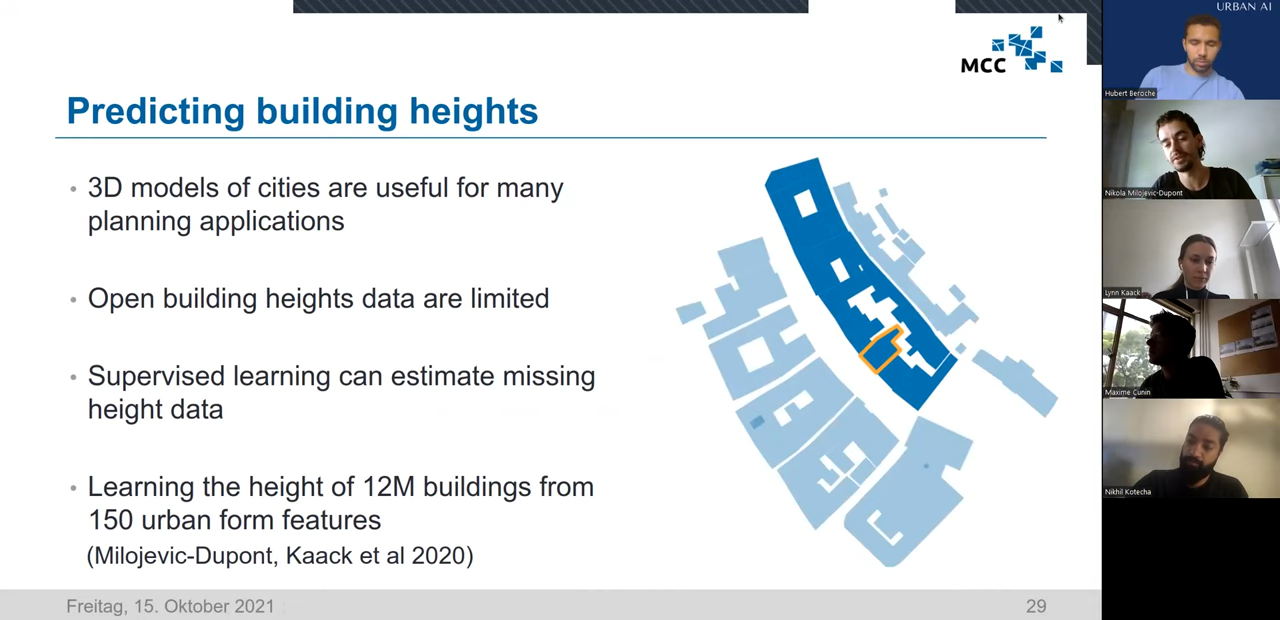 URBAN AI
MCC
Predicting building heights
3D models of cities are useful for many
planning applications
Open building heights data are limited
Supervised learning can estimate missing
height data
Learning the height of 12M buildings from
150 urban form features
(Milojevic-Dupont, Kaack et al 2020)
Freitag, 15. Oktober 2021
29
Hubert Beroche
Nikola Milojevic-Dupont
Lynn Kaack
Maxime Cunin
Nikhil Kotecha